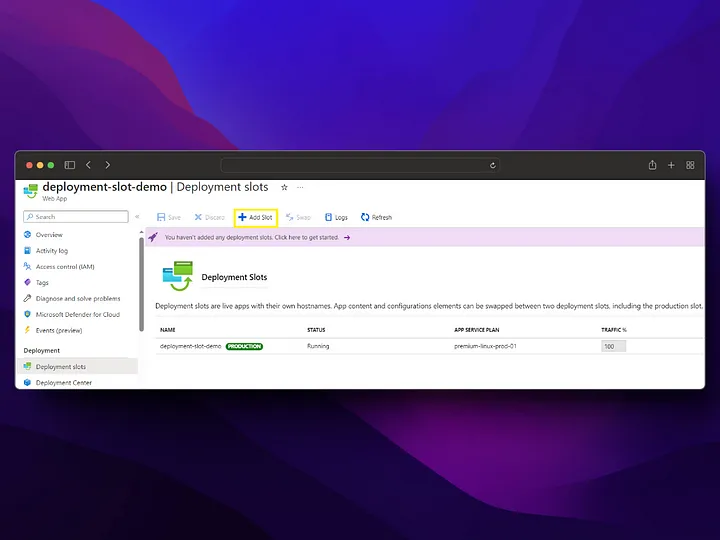 deployment-slot-demo | Deployment slots ☆ ...
Web App
Search «
Save Discard Add Slot Swap Logs Refresh
Overview
Activity log
Access control (IAM)
Tags
Diagnose and solve problems
Microsoft Defender for Cloud
Events (preview)
Deployment
Deployment slots
Deployment Center
You haven't added any deployment slots. Click here to get started. →
Deployment Slots
Deployment slots are live apps with their own hostnames. App content and configurations elements can be swapped between two deployment slots, including the production slot.
NAME STATUS APP SERVICE PLAN TRAFFIC %
deployment-slot-demo PRODUCTION Running premium-linux-prod-01 100